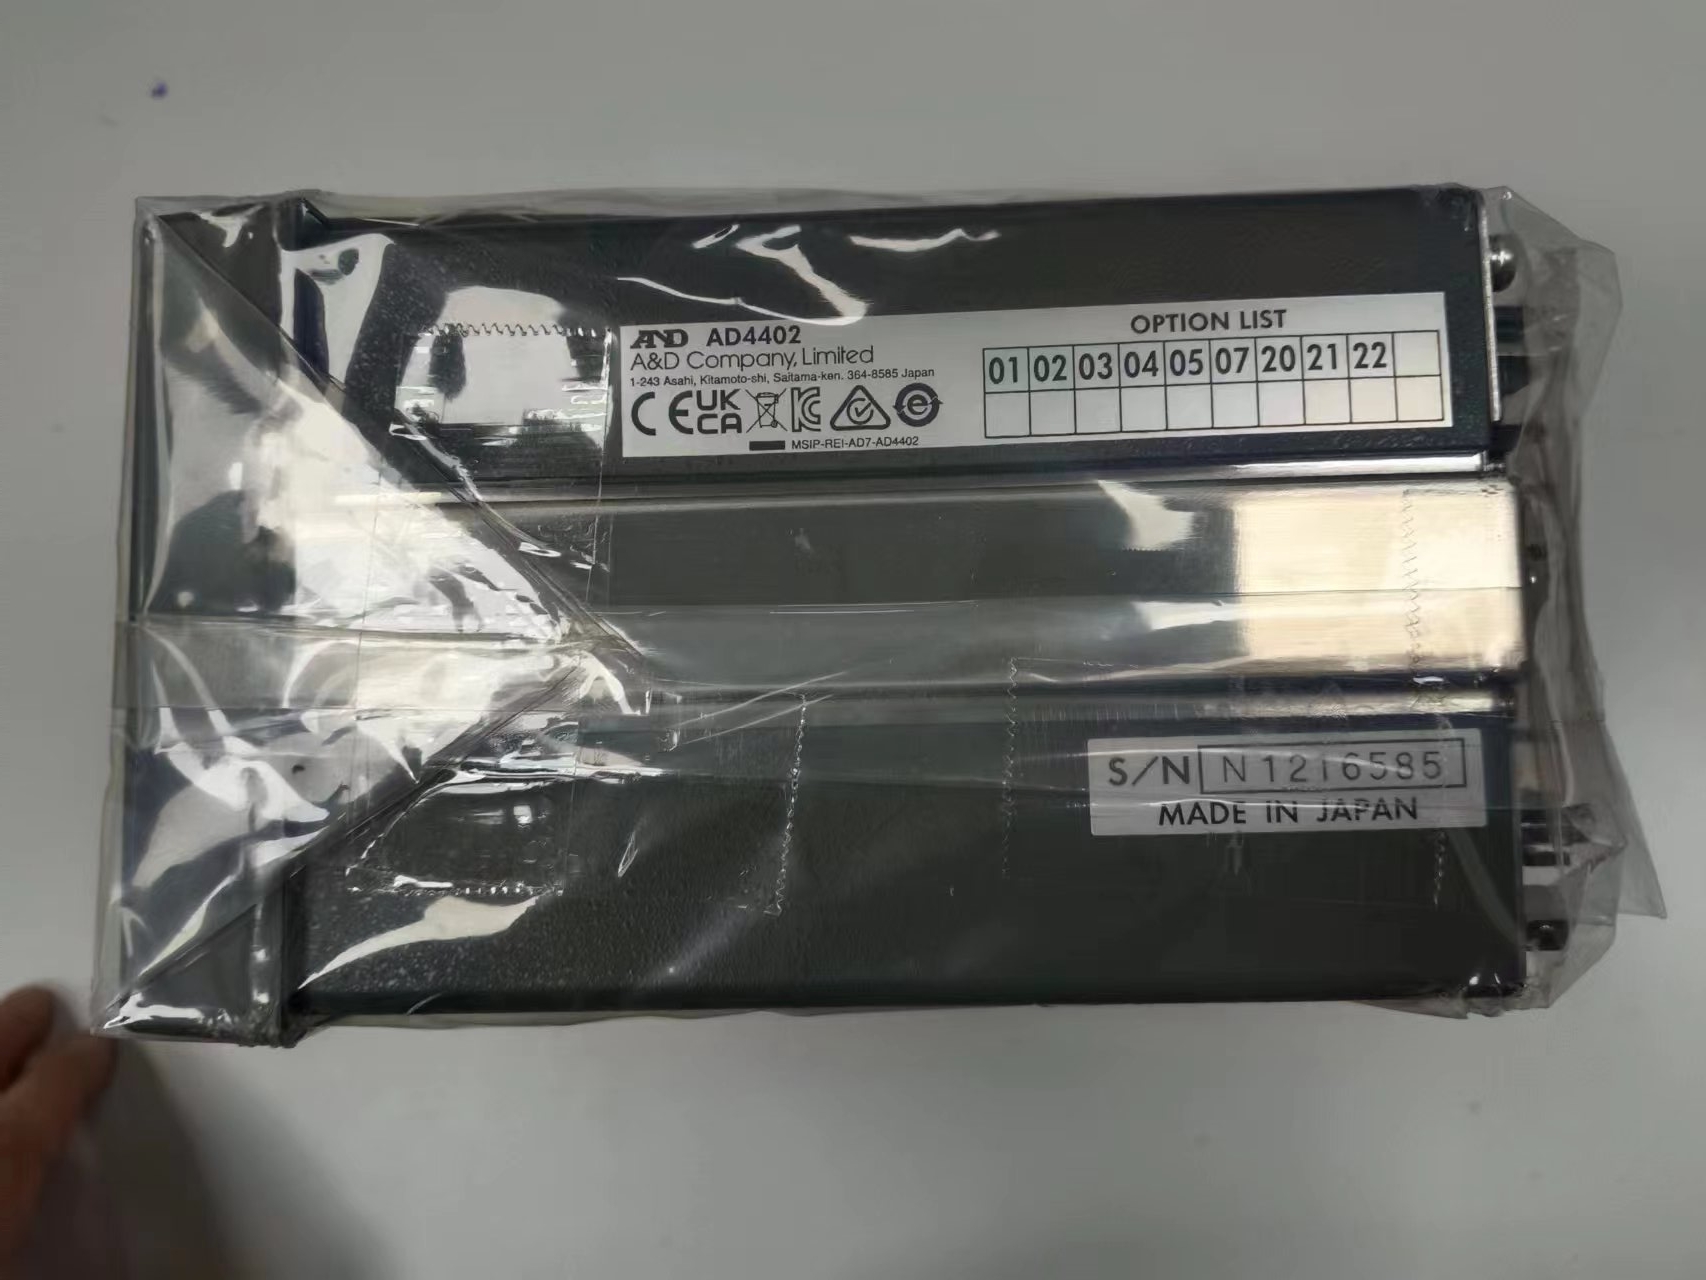 AND AD4402
A&D Company, Limited
1-243 Asahi, Kitamoto-shi, Saitama-ken. 364-8585 Japan
CE UK CA
MSIP-REI-AD7-AD4402
OPTION LIST
01 02 03 04 05 07 20 21 22
S/N N1216585
MADE IN JAPAN